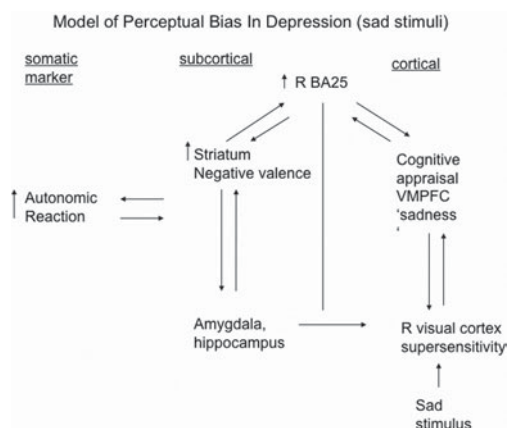 Model of Perceptual Bias In Depression (sad stimuli)
somatic
marker
subcortical
cortical
R BA25
Striatum
Negative valence
Cognitive
appraisal
VMPFC
'sadness
'
Autonomic
Reaction
Amygdala,
hippocampus
R visual cortex
supersensitivity'
Sad
stimulus